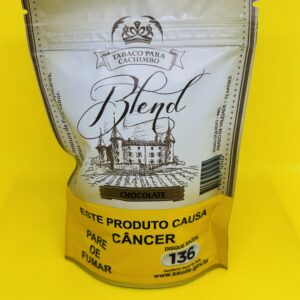 TABACO PARA
CACHIMBO
Blend
CHOCOLATE
ESTE PRODUTO CAUSA
CÂNCER
PARE
DE
FUMAR
DISQUE SAÚDE
136
www.saude.gov.br